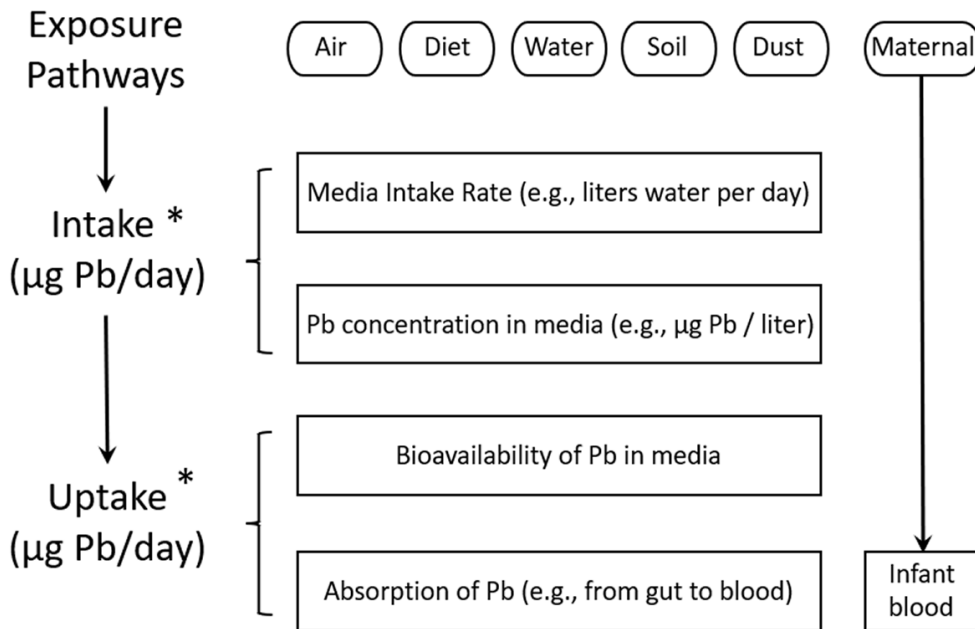 Exposure
Pathways
Air
Diet
Water
Soil
Dust
Maternal
Intake *
(µg Pb/day)
Media Intake Rate (e.g., liters water per day)
Pb concentration in media (e.g., µg Pb / liter)
Uptake *
(µg Pb/day)
Bioavailability of Pb in media
Absorption of Pb (e.g., from gut to blood)
Infant
blood